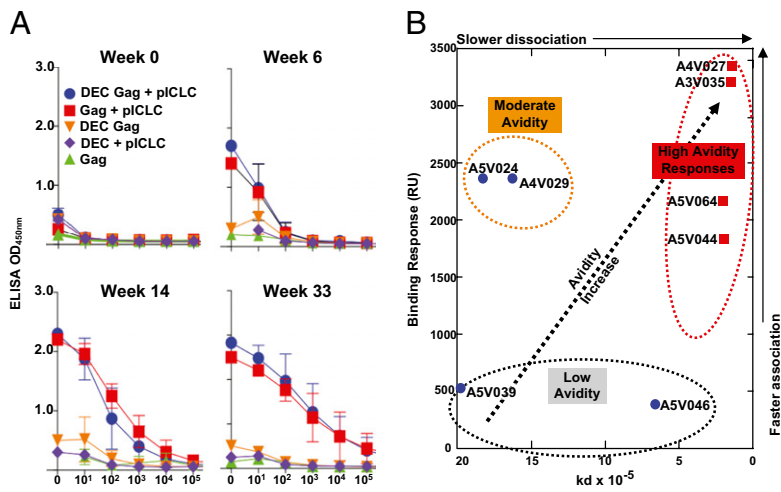 A
Week 0
Week 6
3.0
2.0
1.0
DEC Gag + pICLC
Gag + pICLC
DEC Gag
DEC + pICLC
Gag
ELISA OD450nm
Week 14
Week 33
3.0
2.0
1.0
0 10¹ 10² 10³ 10⁴ 10⁵
0 10¹ 10² 10³ 10⁴ 10⁵
B
Slower dissociation
3500
3000
2500
2000
1500
1000
500
0
Binding Response (RU)
A4V027
A3V035
Moderate
Avidity
High Avidity
Responses
A5V024
A4V029
A5V064
A5V044
Avidity
Increase
Low
Avidity
A5V039
A5V046
20 15 10 5 0
kd x 10⁻⁵
Faster association